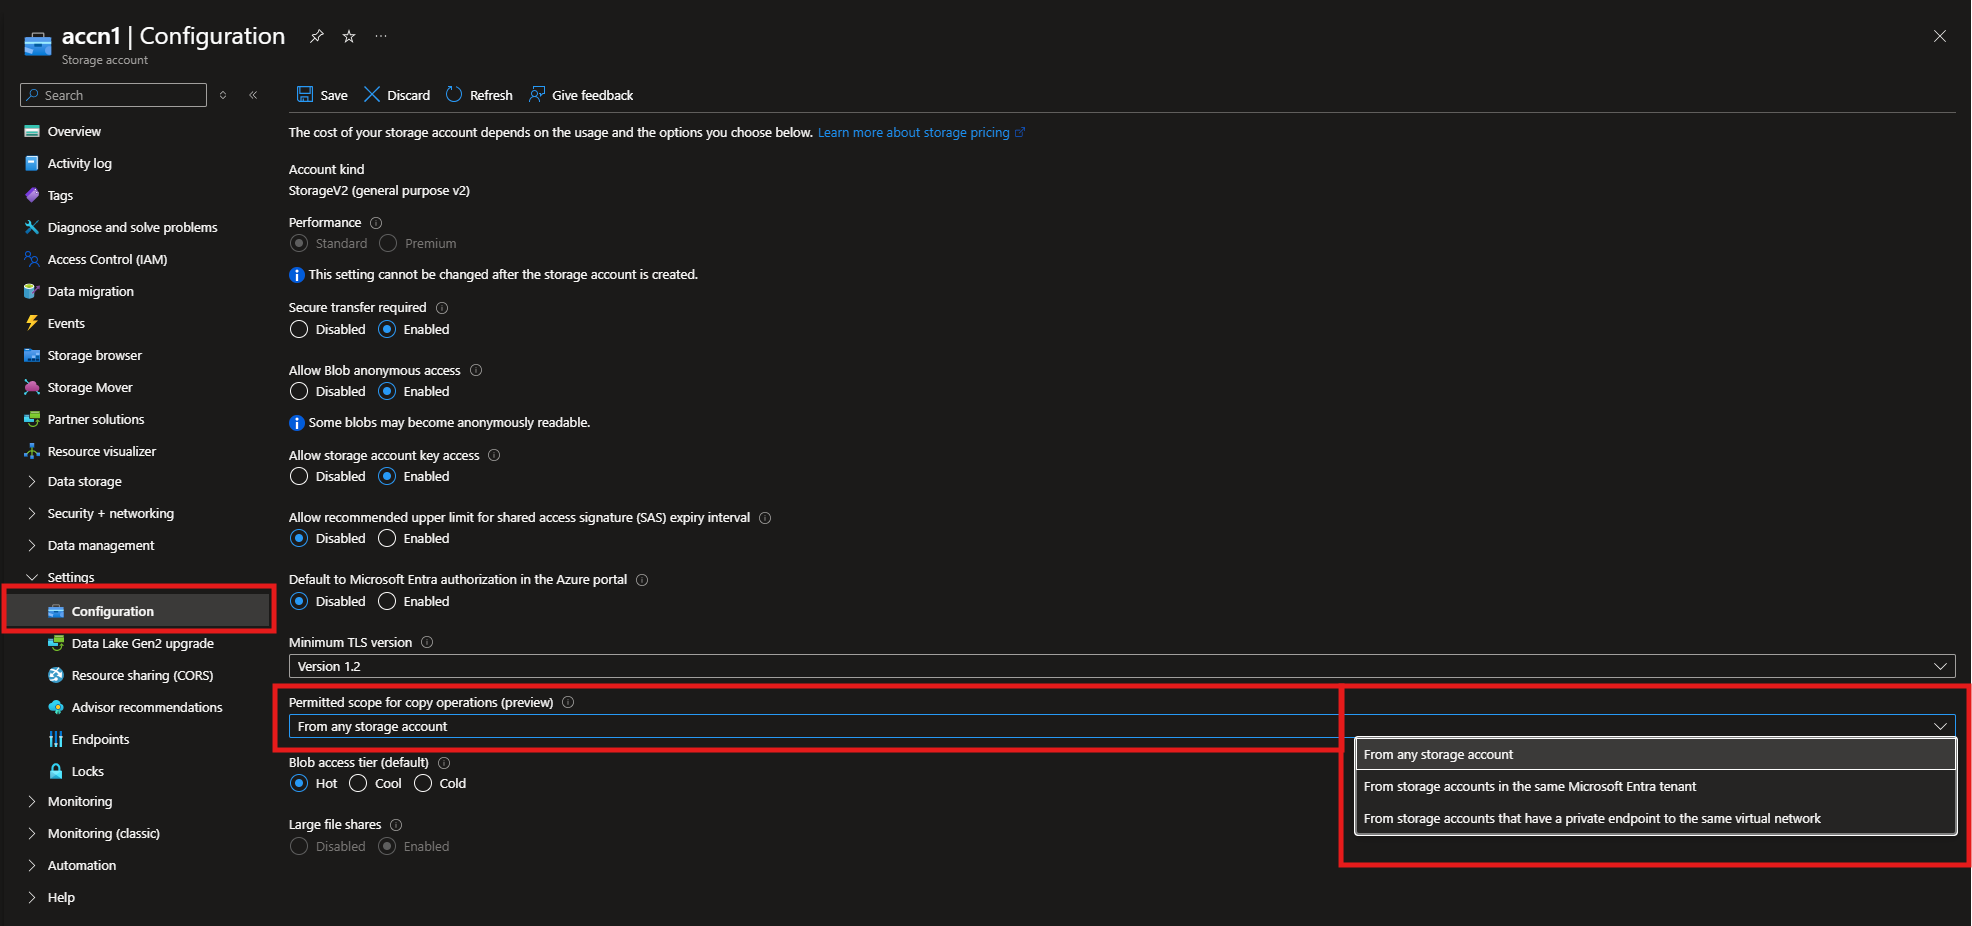 accn1 | Configuration
Storage account
Search
Save Discard Refresh Give feedback
Overview
Activity log
Tags
Diagnose and solve problems
Access Control (IAM)
Data migration
Events
Storage browser
Storage Mover
Partner solutions
Resource visualizer
Data storage
Security + networking
Data management
Settings
Configuration
Data Lake Gen2 upgrade
Resource sharing (CORS)
Advisor recommendations
Endpoints
Locks
Monitoring
Monitoring (classic)
Automation
Help
The cost of your storage account depends on the usage and the options you choose below. Learn more about storage pricing
Account kind
StorageV2 (general purpose v2)
Performance
Standard Premium
This setting cannot be changed after the storage account is created.
Secure transfer required
Disabled Enabled
Allow Blob anonymous access
Disabled Enabled
Some blobs may become anonymously readable.
Allow storage account key access
Disabled Enabled
Allow recommended upper limit for shared access signature (SAS) expiry interval
Disabled Enabled
Default to Microsoft Entra authorization in the Azure portal
Disabled Enabled
Minimum TLS version
Version 1.2
Permitted scope for copy operations (preview)
From any storage account
From any storage account
From storage accounts in the same Microsoft Entra tenant
From storage accounts that have a private endpoint to the same virtual network
Blob access tier (default)
Hot Cool Cold
Large file shares
Disabled Enabled